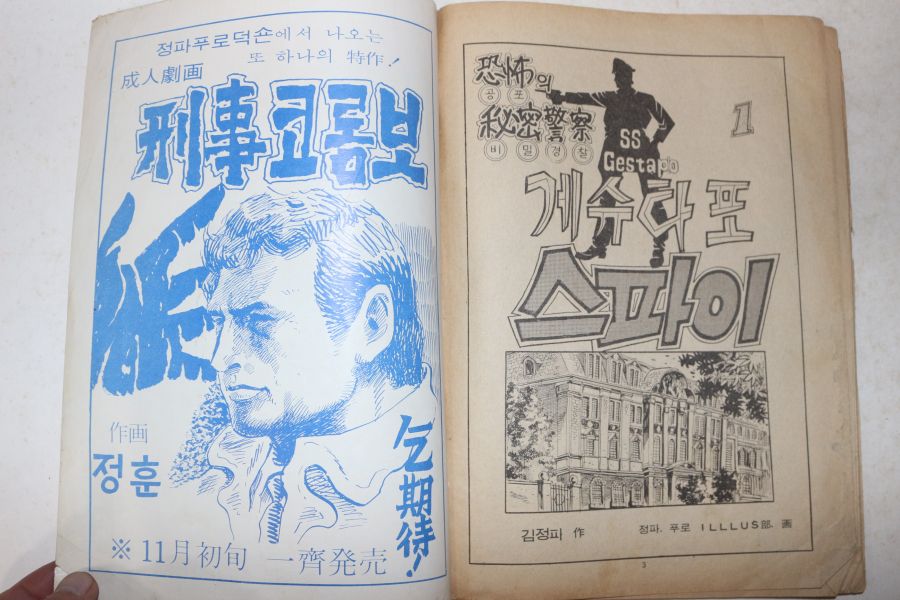 정파푸로덕숀에서 나오는
또 하나의 特作!
成人劇画
刑事코롬보
作画
정훈
乞期待!
※ 11月初旬 一齊発売
恐怖의
공포
秘密警察
비밀경찰
SS
Gestapo
1
게슈타포
스파이
김정파 作
정파. 푸로 ILLLUS部. 画
3